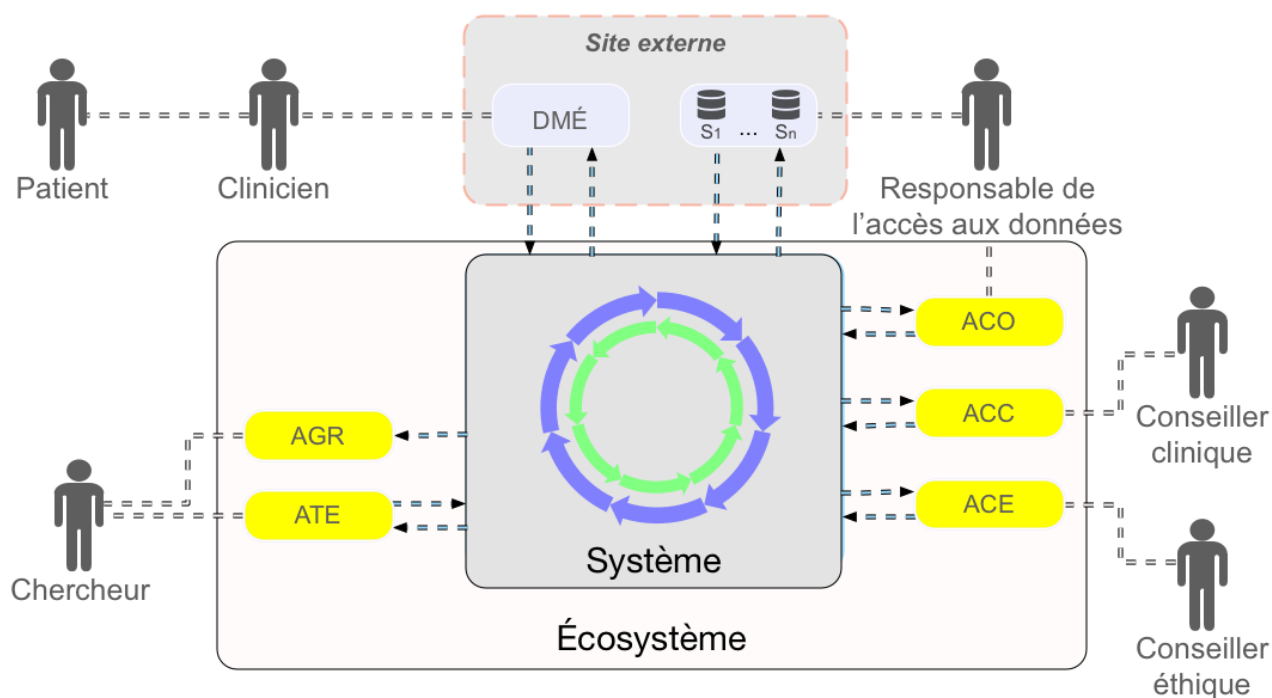 Site externe
DMÉ
S1 ... Sn
Patient
Clinicien
Responsable de
l'accès aux données
ACO
AGR
ACC
Conseiller
clinique
ATE
ACE
Chercheur
Système
Écosystème
Conseiller
éthique